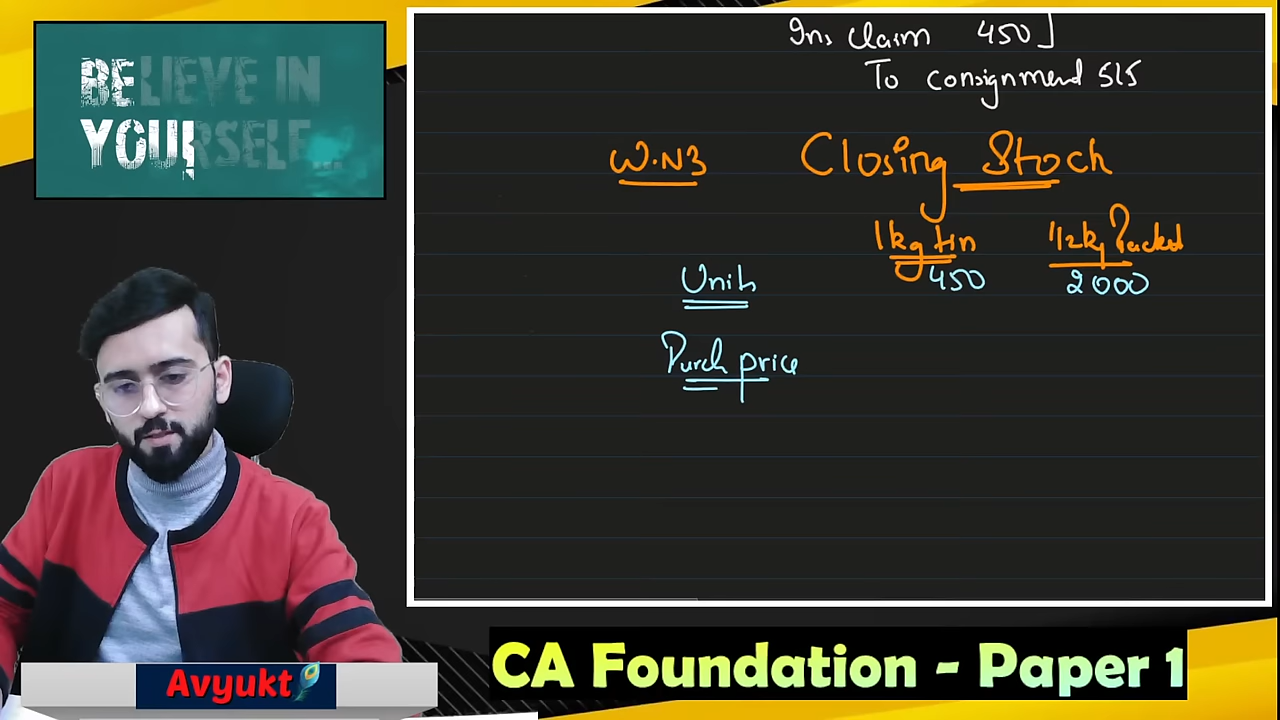 BELIEVE IN
YOURSELF...
Ins claim 450]
To consignment 515
W.N3 Closing Stock
1kg tin 1/2kg Packet
Units 450 2000
Purch price
Avyukt
CA Foundation - Paper 1